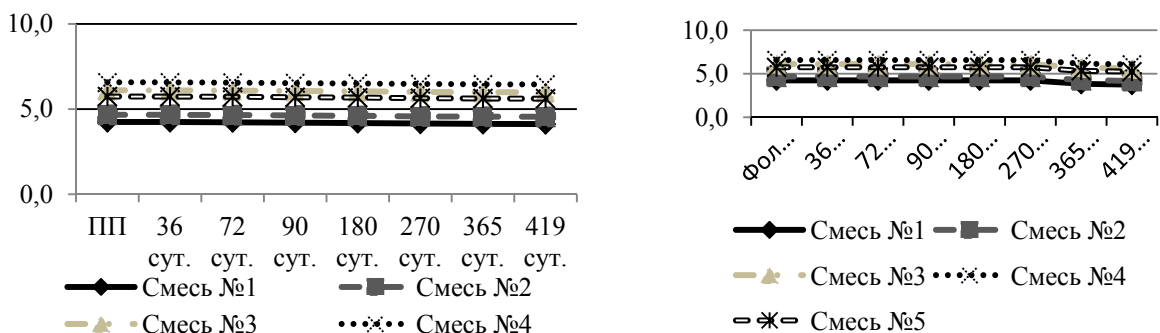 10,0
5,0
0,0
ПП 36 72 90 180 270 365 419
сут. сут. сут. сут. сут. сут. сут.
Смесь №1 Смесь №2
Смесь №3 Смесь №4
10,0
5,0
0,0
Фол… 36… 72… 90… 180… 270… 365… 419…
Смесь №1 Смесь №2
Смесь №3 Смесь №4
Смесь №5